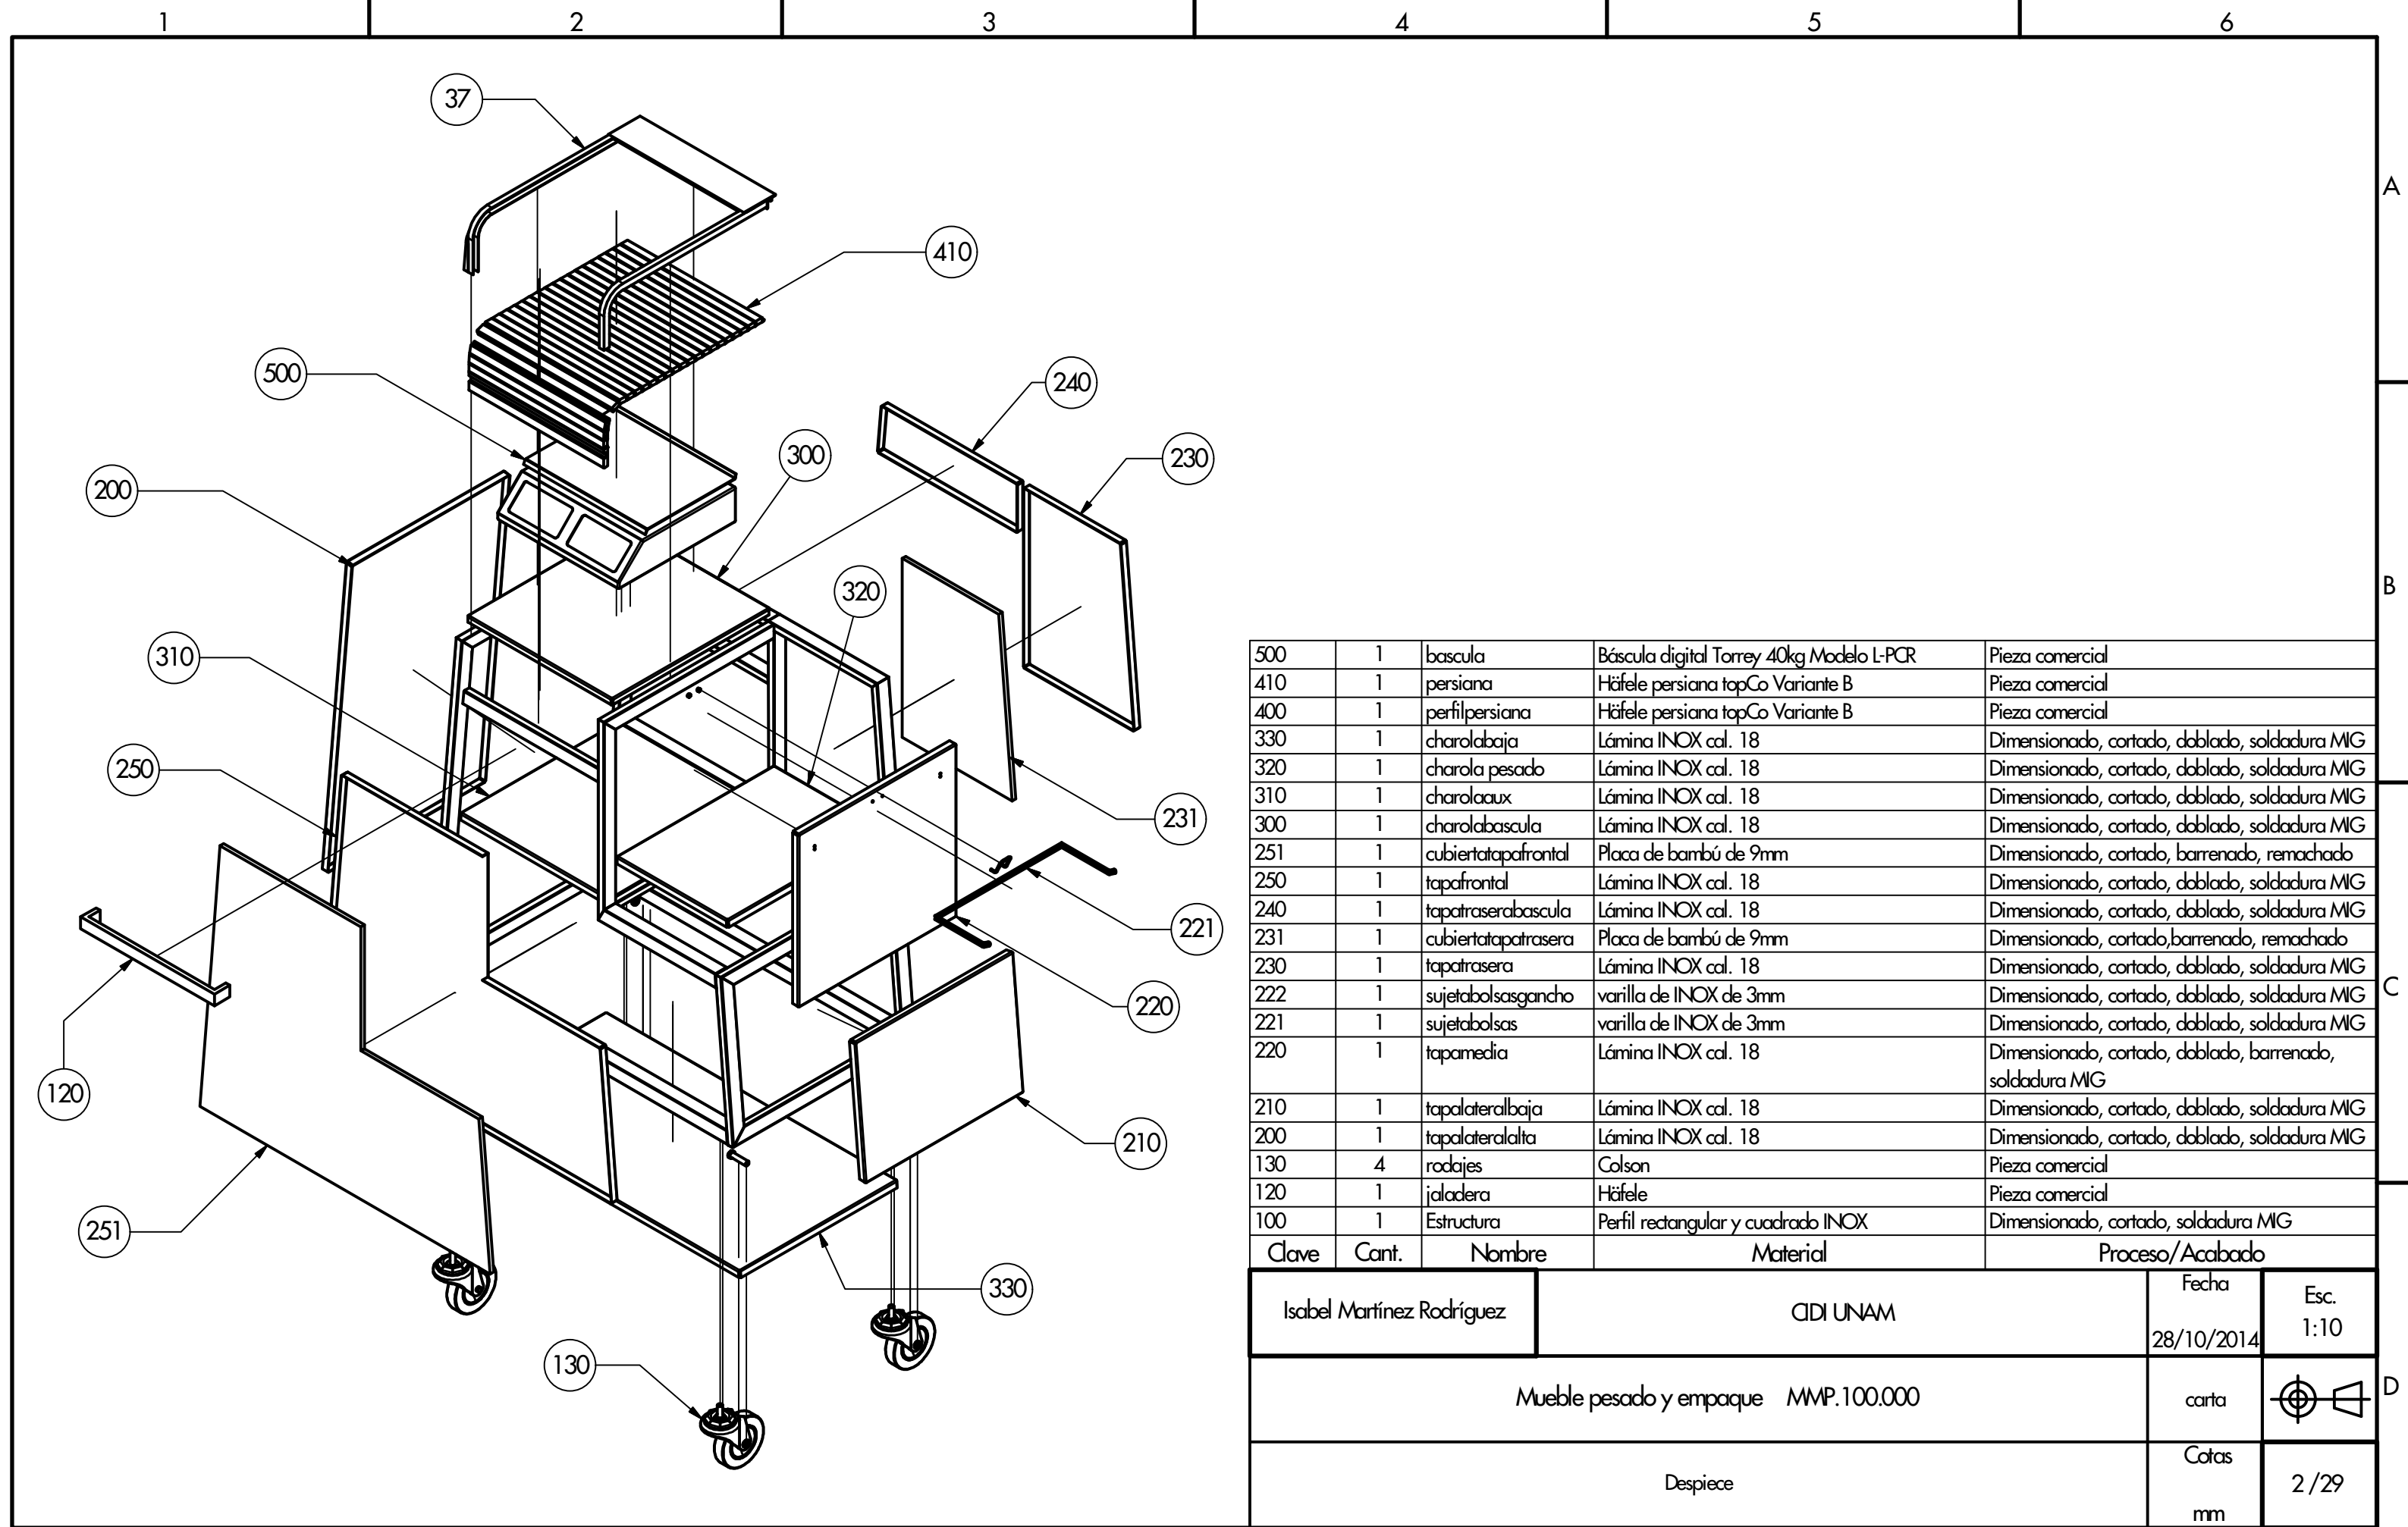 1 2 3 4 5 6
A
B
C
D
37
410
500
240
300
230
200
320
310
250
231
221
220
120
210
251
330
130
500 1 bascula Báscula digital Torrey 40kg Modelo L-PCR Pieza comercial
410 1 persiana Häfele persiana topCo Variante B Pieza comercial
400 1 perfilpersiana Häfele persiana topCo Variante B Pieza comercial
330 1 charolabaja Lámina INOX cal. 18 Dimensionado, cortado, doblado, soldadura MIG
320 1 charola pesado Lámina INOX cal. 18 Dimensionado, cortado, doblado, soldadura MIG
310 1 charolaaux Lámina INOX cal. 18 Dimensionado, cortado, doblado, soldadura MIG
300 1 charolabascula Lámina INOX cal. 18 Dimensionado, cortado, doblado, soldadura MIG
251 1 cubiertatapafrontal Placa de bambú de 9mm Dimensionado, cortado, barrenado, remachado
250 1 tapafrontal Lámina INOX cal. 18 Dimensionado, cortado, doblado, soldadura MIG
240 1 tapatraserabascula Lámina INOX cal. 18 Dimensionado, cortado, doblado, soldadura MIG
231 1 cubiertatapatrasera Placa de bambú de 9mm Dimensionado, cortado,barrenado, remachado
230 1 tapatrasera Lámina INOX cal. 18 Dimensionado, cortado, doblado, soldadura MIG
222 1 sujetabolsasgancho varilla de INOX de 3mm Dimensionado, cortado, doblado, soldadura MIG
221 1 sujetabolsas varilla de INOX de 3mm Dimensionado, cortado, doblado, soldadura MIG
220 1 tapamedia Lámina INOX cal. 18 Dimensionado, cortado, doblado, barrenado,
soldadura MIG
210 1 tapalateralbaja Lámina INOX cal. 18 Dimensionado, cortado, doblado, soldadura MIG
200 1 tapalateralalta Lámina INOX cal. 18 Dimensionado, cortado, doblado, soldadura MIG
130 4 rodajes Colson Pieza comercial
120 1 jaladera Häfele Pieza comercial
100 1 Estructura Perfil rectangular y cuadrado INOX Dimensionado, cortado, soldadura MIG
Clave Cant. Nombre Material Proceso/Acabado
Isabel Martínez Rodríguez CIDI UNAM
Fecha
28/10/2014
Esc.
1:10
Mueble pesado y empaque MMP.100.000
carta
Despiece
Cotas
mm
2 /29